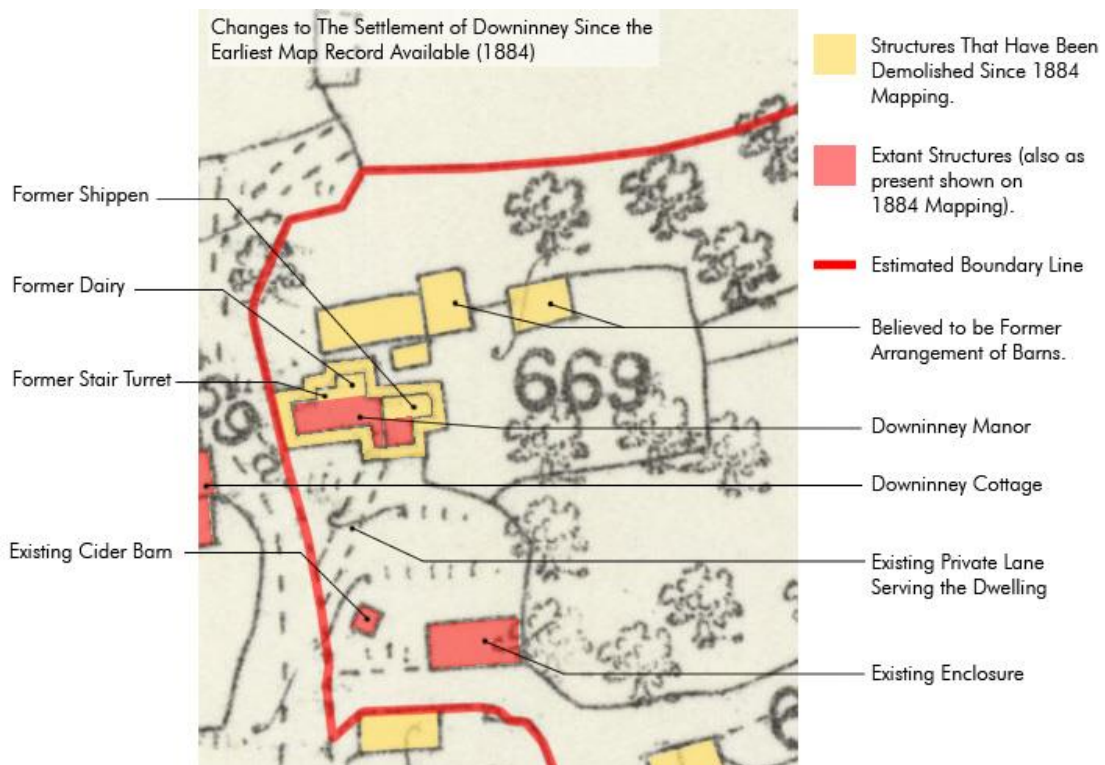 Changes to The Settlement of Downinney Since the
Earliest Map Record Available (1884)
Structures That Have Been
Demolished Since 1884
Mapping.
Extant Structures (also as
present shown on
1884 Mapping).
Estimated Boundary Line
Believed to be Former
Arrangement of Barns.
Downinney Manor
Downinney Cottage
Existing Private Lane
Serving the Dwelling
Existing Enclosure
Former Shippen
Former Dairy
Former Stair Turret
Existing Cider Barn
669